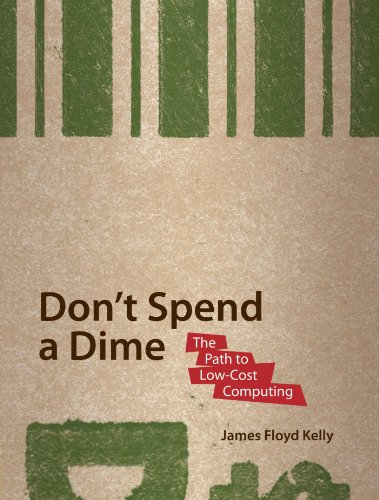 Don't Spend
a Dime
The
Path to
Low-Cost
Computing
James Floyd Kelly